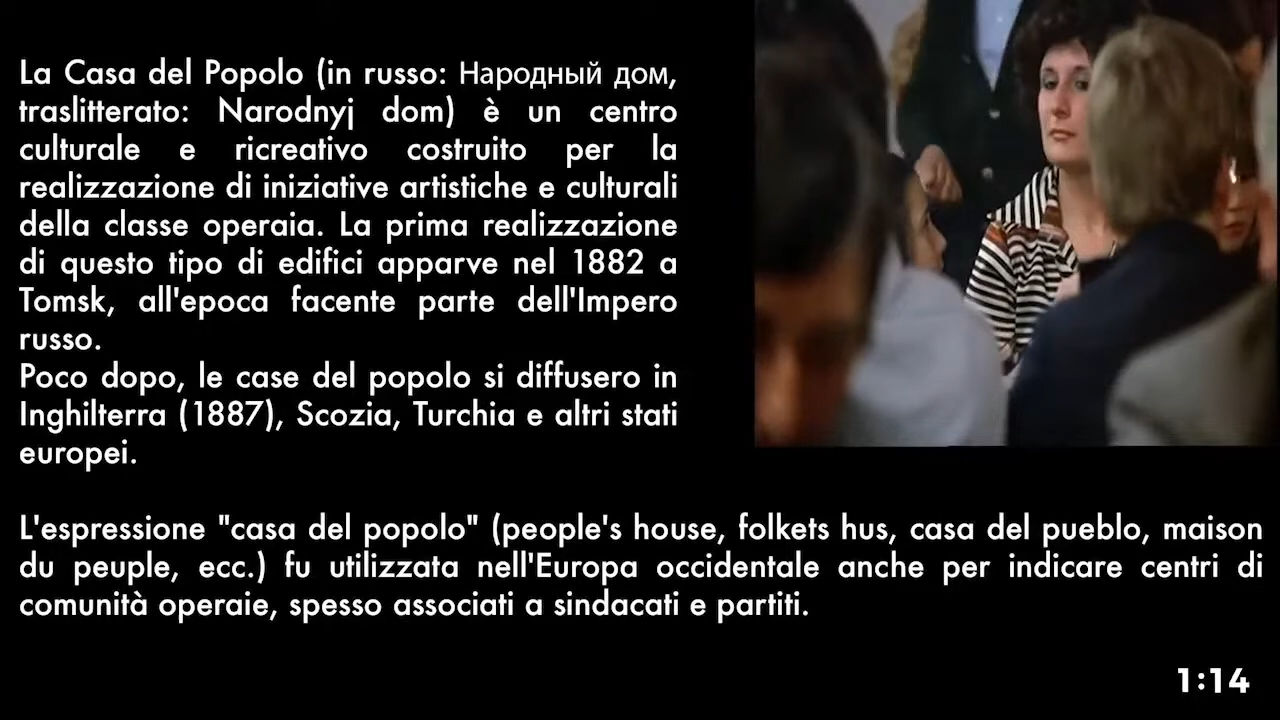 La Casa del Popolo (in russo: Народный дом,
traslitterato: Narodnyj dom) è un centro
culturale e ricreativo costruito per la
realizzazione di iniziative artistiche e culturali
della classe operaia. La prima realizzazione
di questo tipo di edifici apparve nel 1882 a
Tomsk, all'epoca facente parte dell'Impero
russo.
Poco dopo, le case del popolo si diffusero in
Inghilterra (1887), Scozia, Turchia e altri stati
europei.
L'espressione "casa del popolo" (people's house, folkets hus, casa del pueblo, maison
du peuple, ecc.) fu utilizzata nell'Europa occidentale anche per indicare centri di
comunità operaie, spesso associati a sindacati e partiti.
1:14